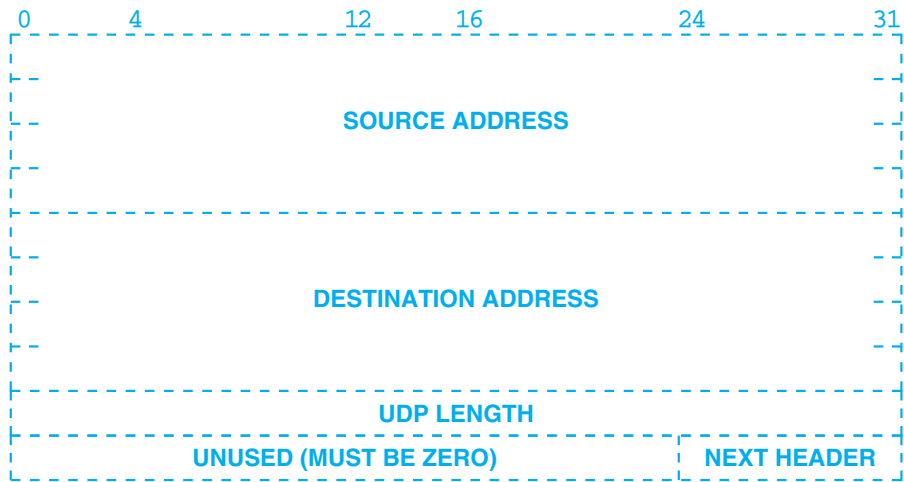 0 4 12 16 24 31
SOURCE ADDRESS
DESTINATION ADDRESS
UDP LENGTH
UNUSED (MUST BE ZERO) NEXT HEADER